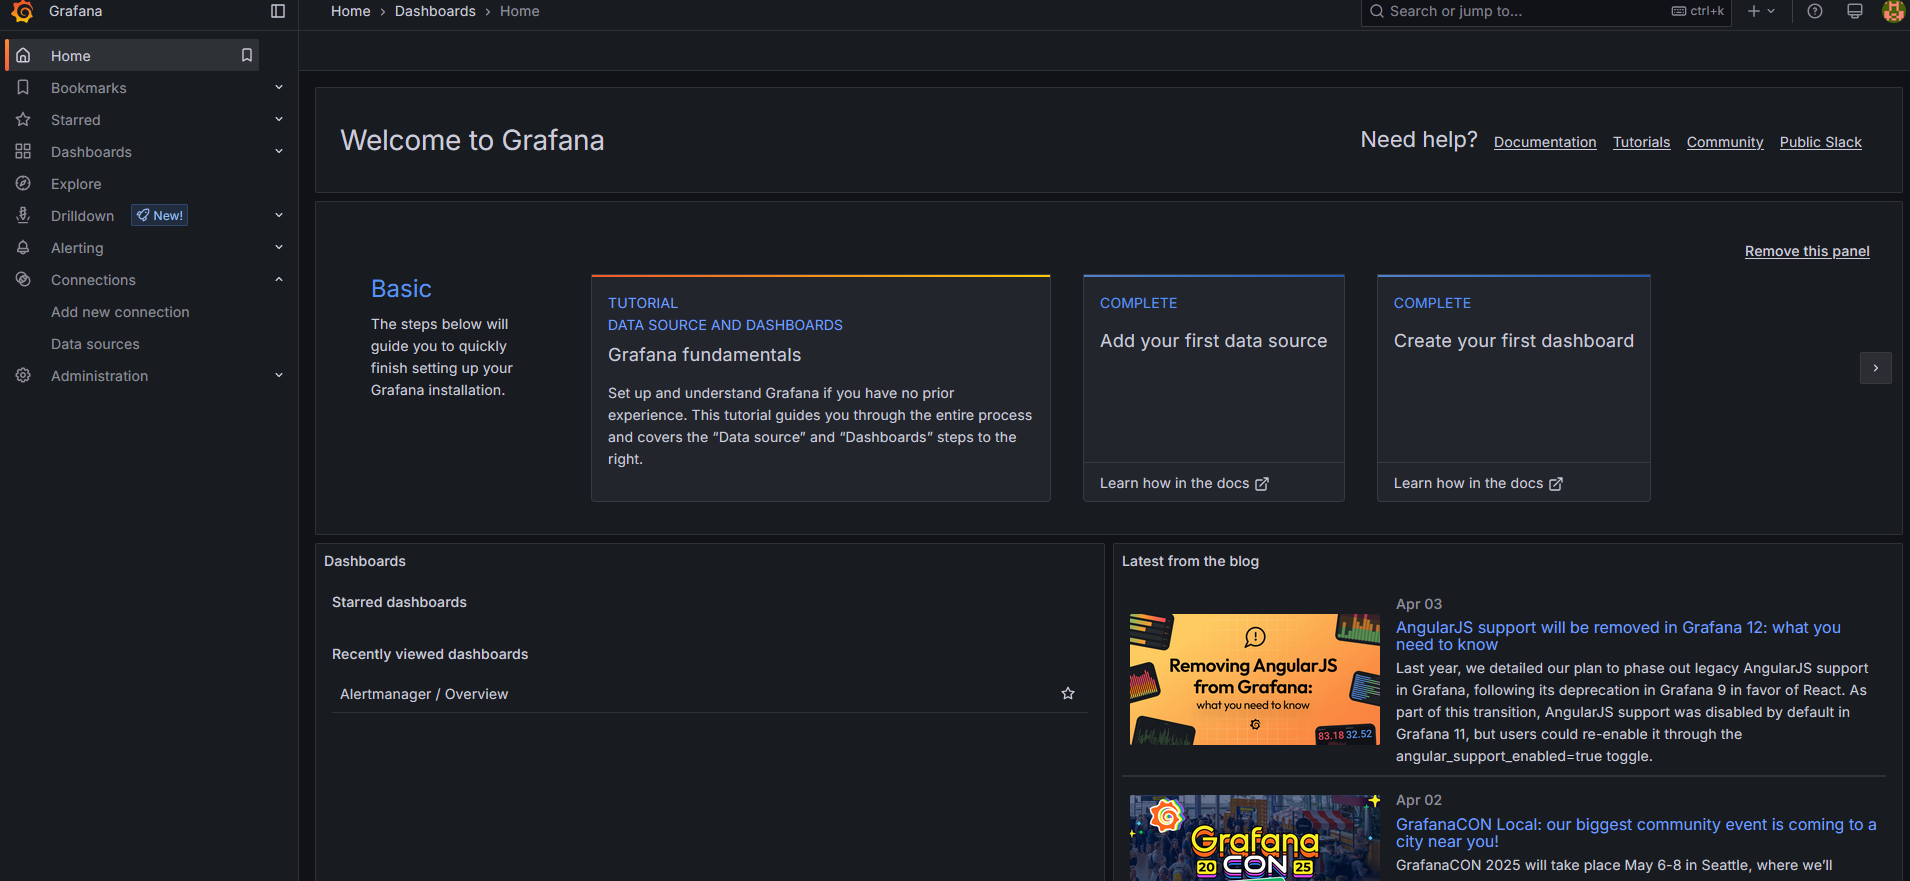 Grafana
Home › Dashboards › Home
Search or jump to...
ctrl+k
Home
Bookmarks
Starred
Dashboards
Explore
Drilldown
New!
Alerting
Connections
Add new connection
Data sources
Administration
Welcome to Grafana
Need help?
Documentation
Tutorials
Community
Public Slack
Remove this panel
Basic
The steps below will
guide you to quickly
finish setting up your
Grafana installation.
TUTORIAL
DATA SOURCE AND DASHBOARDS
Grafana fundamentals
Set up and understand Grafana if you have no prior
experience. This tutorial guides you through the entire process
and covers the “Data source” and “Dashboards” steps to the
right.
COMPLETE
Add your first data source
Learn how in the docs
COMPLETE
Create your first dashboard
Learn how in the docs
Dashboards
Starred dashboards
Recently viewed dashboards
Alertmanager / Overview
Latest from the blog
Removing AngularJS
from Grafana:
what you need to know
83.18 32.52
Apr 03
AngularJS support will be removed in Grafana 12: what you
need to know
Last year, we detailed our plan to phase out legacy AngularJS support
in Grafana, following its deprecation in Grafana 9 in favor of React. As
part of this transition, AngularJS support was disabled by default in
Grafana 11, but users could re-enable it through the
angular_support_enabled=true toggle.
Grafana
20 CON 25
Apr 02
GrafanaCON Local: our biggest community event is coming to a
city near you!
GrafanaCON 2025 will take place May 6-8 in Seattle, where we’ll